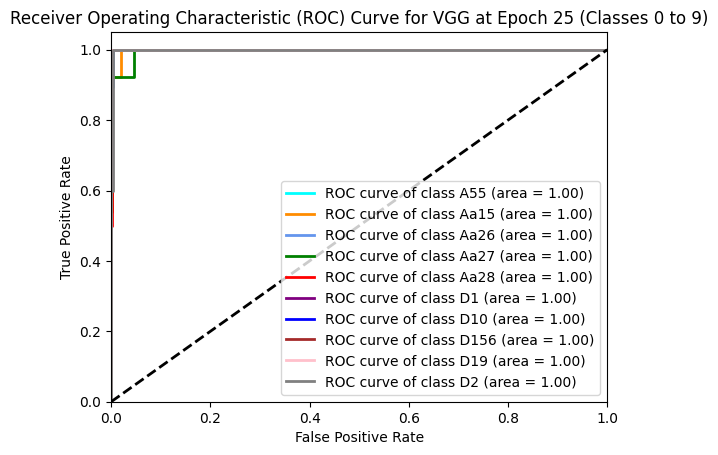 Receiver Operating Characteristic (ROC) Curve for VGG at Epoch 25 (Classes 0 to 9)
1.0
0.8
0.6
0.4
0.2
0.0
True Positive Rate
ROC curve of class A55 (area = 1.00)
ROC curve of class Aa15 (area = 1.00)
ROC curve of class Aa26 (area = 1.00)
ROC curve of class Aa27 (area = 1.00)
ROC curve of class Aa28 (area = 1.00)
ROC curve of class D1 (area = 1.00)
ROC curve of class D10 (area = 1.00)
ROC curve of class D156 (area = 1.00)
ROC curve of class D19 (area = 1.00)
ROC curve of class D2 (area = 1.00)
0.0 0.2 0.4 0.6 0.8 1.0
False Positive Rate